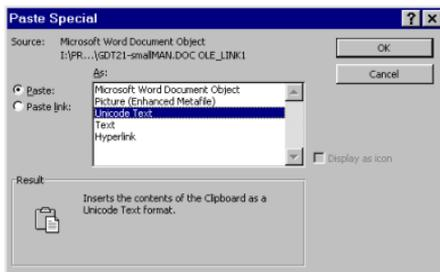 Paste Special
Source: Microsoft Word Document Object
I:\PR...\GDT21-smallMAN.DOC OLE_LINK1
OK
Cancel
As:
Paste:
Paste link:
Microsoft Word Document Object
Picture (Enhanced Metafile)
Unicode Text
Text
Hyperlink
Display as icon
Result
Inserts the contents of the Clipboard as a
Unicode Text format.